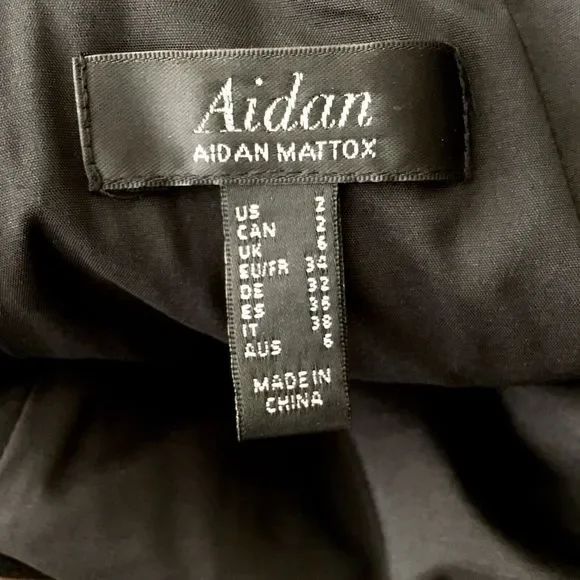 Aidan
AIDAN MATTOX
US 2
CAN 2
UK 6
EU/FR 34
DE 32
ES 36
IT 38
AUS 6
MADE IN
CHINA